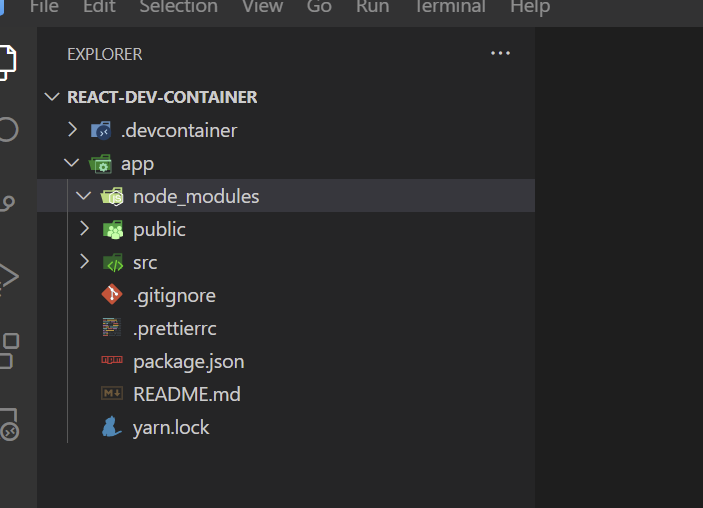 File Edit Selection View Go Run Terminal Help
EXPLORER ...
REACT-DEV-CONTAINER
.devcontainer
app
node_modules
public
src
.gitignore
.prettierrc
package.json
README.md
yarn.lock